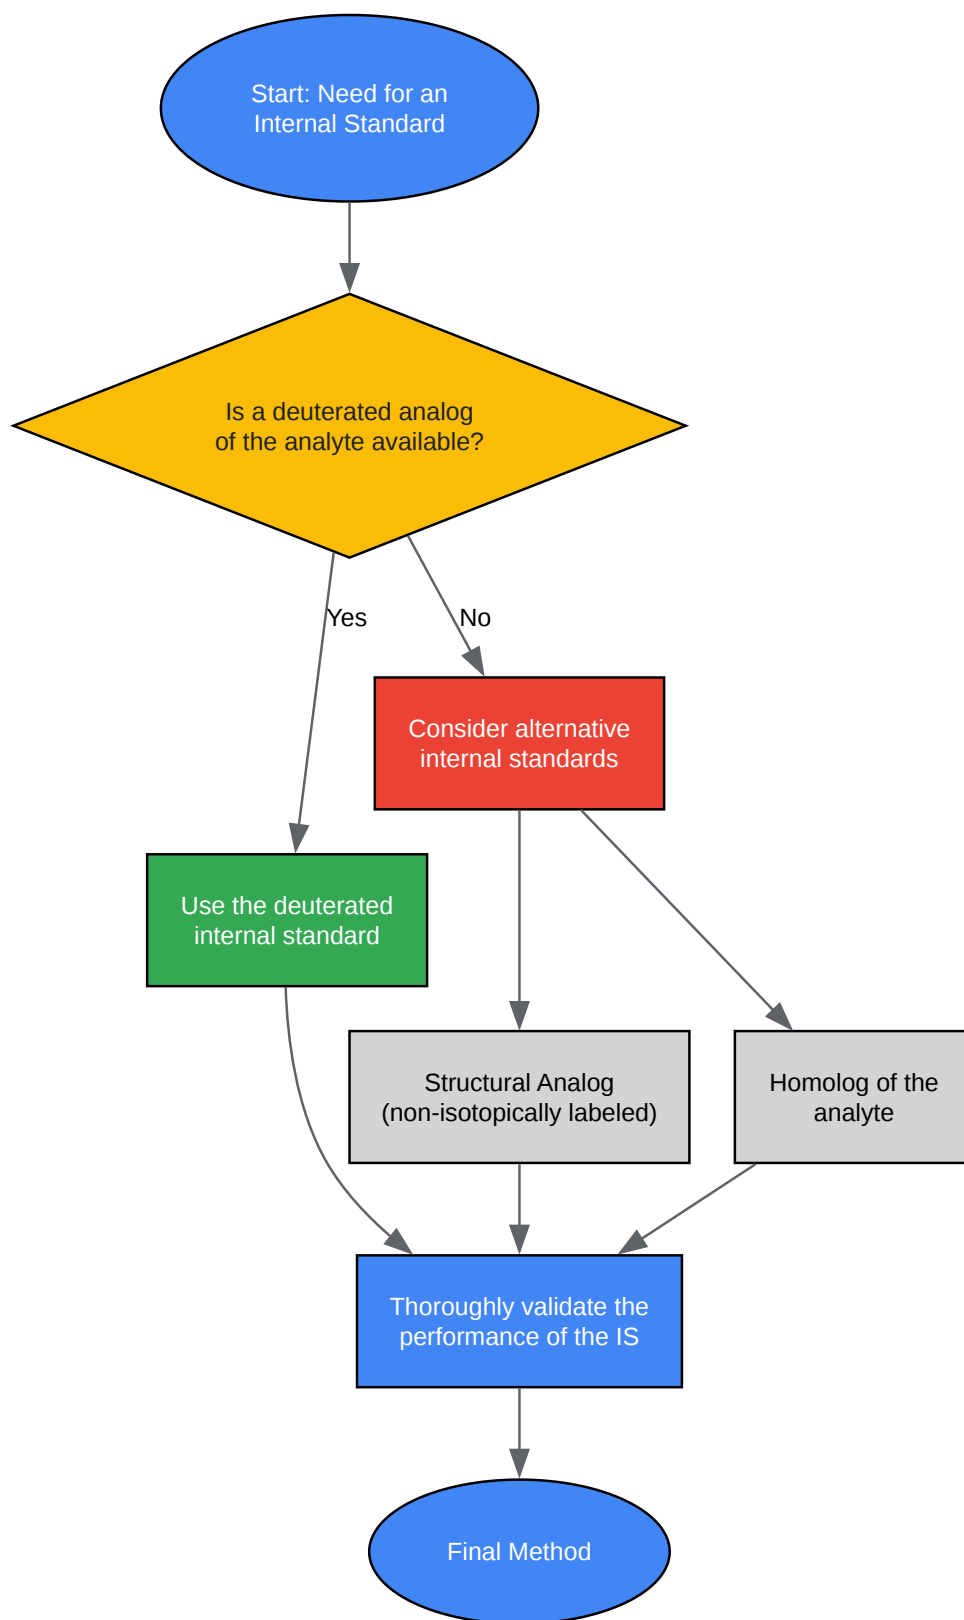 Start: Need for an
Internal Standard
Is a deuterated analog
of the analyte available?
Yes
No
Consider alternative
internal standards
Use the deuterated
internal standard
Structural Analog
(non-isotopically labeled)
Homolog of the
analyte
Thoroughly validate the
performance of the IS
Final Method